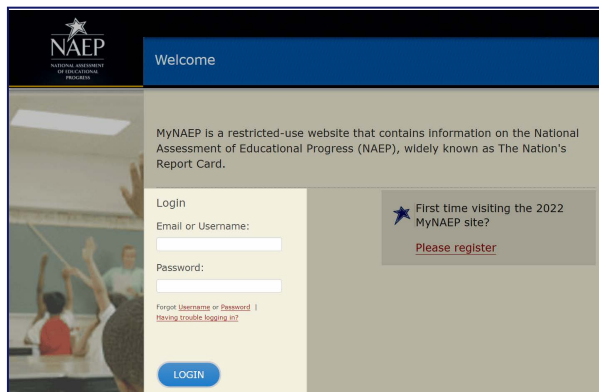 NAEP
NATIONAL ASSESSMENT
OF EDUCATIONAL
PROGRESS
Welcome
MyNAEP is a restricted-use website that contains information on the National
Assessment of Educational Progress (NAEP), widely known as The Nation's
Report Card.
Login
Email or Username:
Password:
Forgot Username or Password |
Having trouble logging in?
LOGIN
First time visiting the 2022
MyNAEP site?
Please register